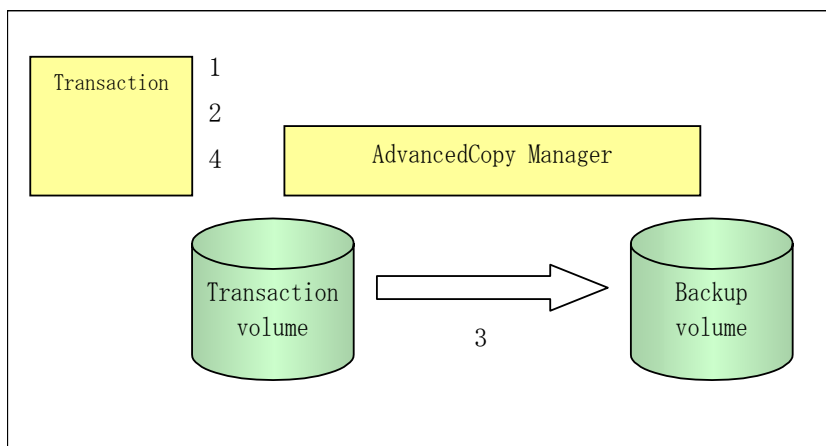 Transaction
1
2
4
AdvancedCopy Manager
Transaction
volume
3
Backup
volume